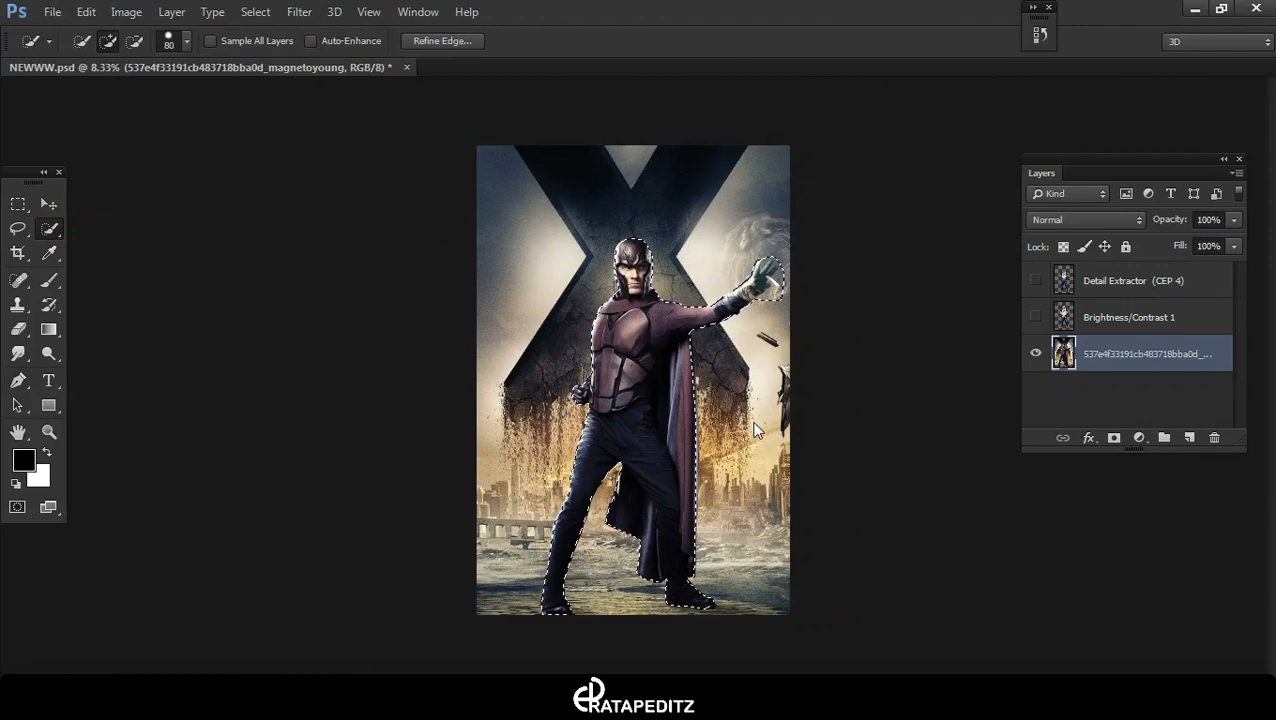 Ps File Edit Image Layer Type Select Filter 3D View Window Help
80 Sample All Layers Auto-Enhance Refine Edge... 3D
NEWWW.psd @ 8.33% (537e4f33191cb483718bba0d_magnetoyoung, RGB/8) *
Layers
Kind
Normal Opacity: 100%
Lock: Fill: 100%
Detail Extractor (CEP 4)
Brightness/Contrast 1
537e4f33191cb483718bba0d_...
RATAPEDITZ